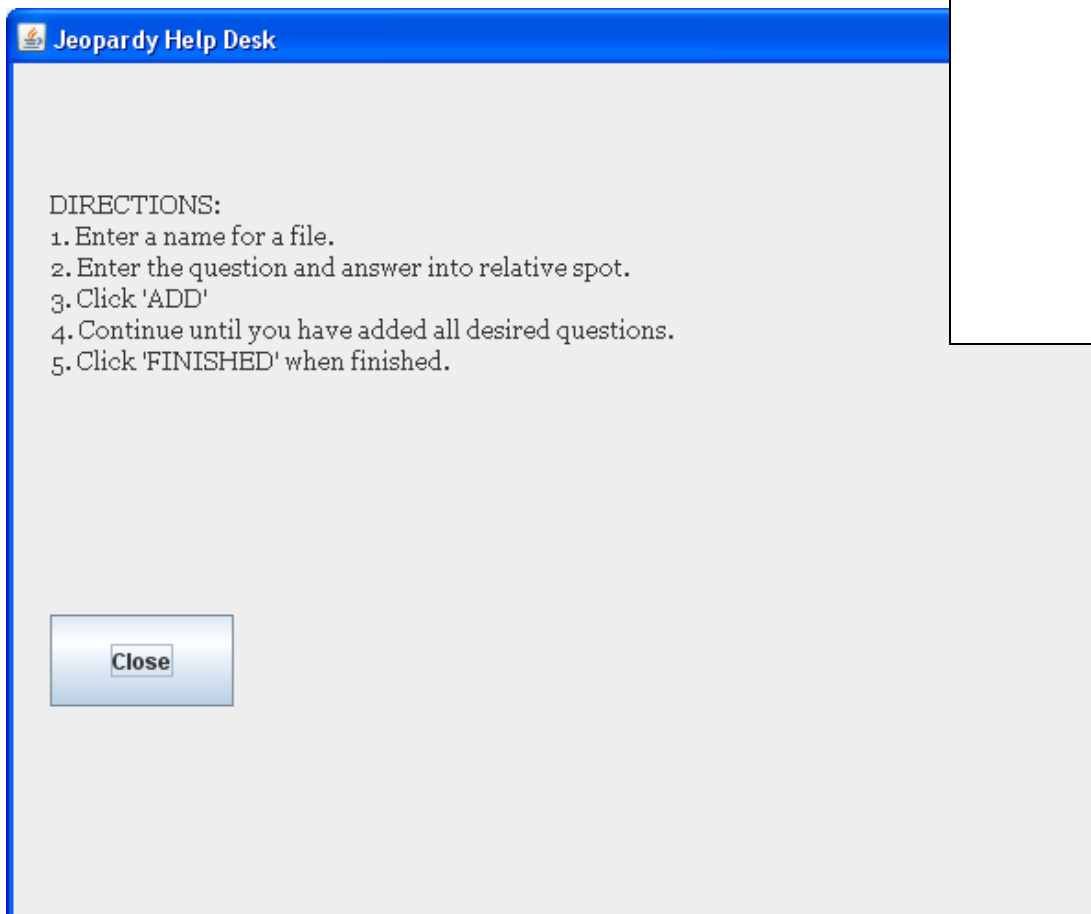 Jeopardy Help Desk
DIRECTIONS:
1. Enter a name for a file.
2. Enter the question and answer into relative spot.
3. Click 'ADD'
4. Continue until you have added all desired questions.
5. Click 'FINISHED' when finished.
Close